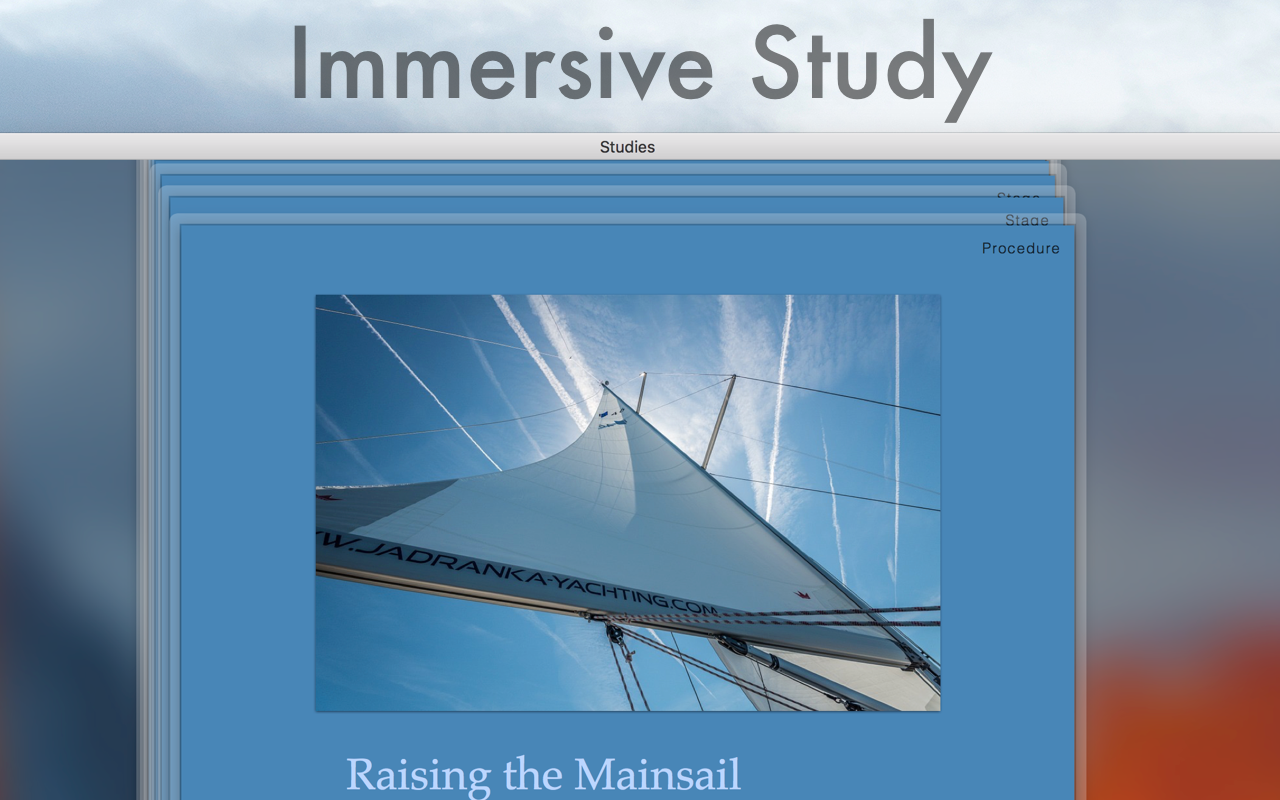 Immersive Study
Studies
Stage
Stage
Procedure
W.JADRANKA-YACHTING.COM
Raising the Mainsail